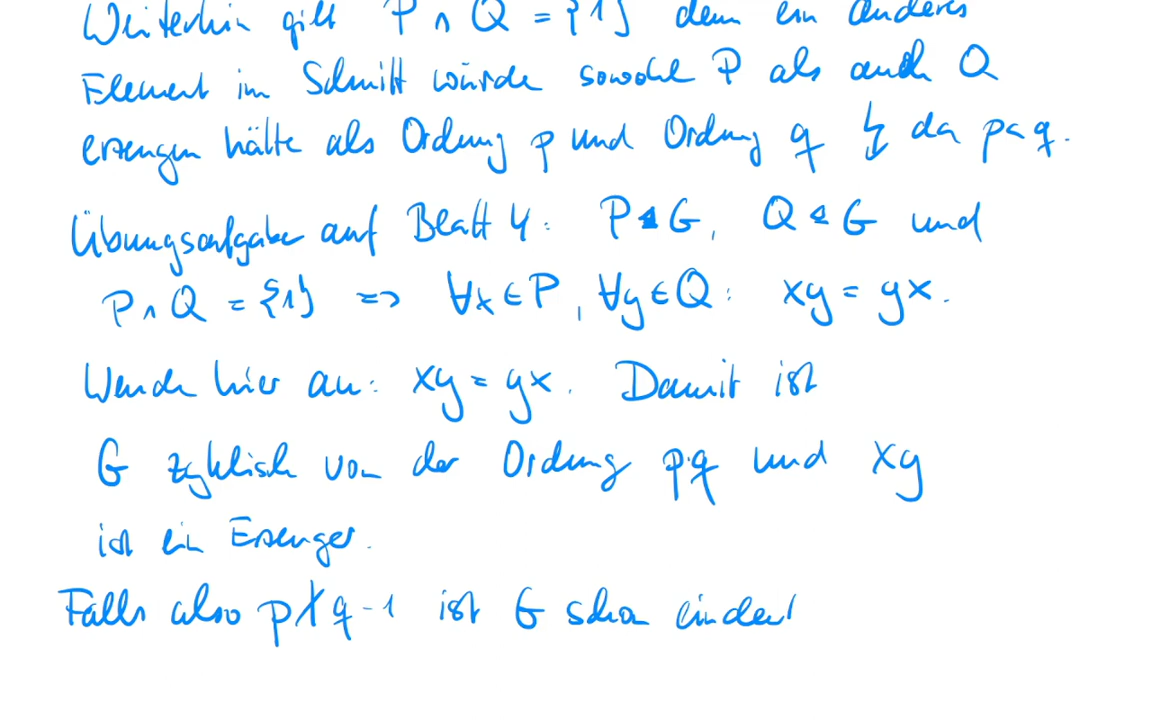 Weiterhin gilt P ∩ Q = {1} denn ein anderes
Element im Schnitt würde sowohl P als auch Q
erzeugen hätte also Ordnung p und Ordnung q ↯ da p<q.
Übungsaufgabe auf Blatt 4: P ⊲ G, Q ⊲ G und
P ∩ Q = {1} => ∀x ∈ P, ∀y ∈ Q: xy = yx.
Wende hier an: xy = yx. Damit ist
G zyklisch von der Ordnung p·q und xy
ist ein Erzeuger.
Falls also p∤q-1 ist G schon eindeut